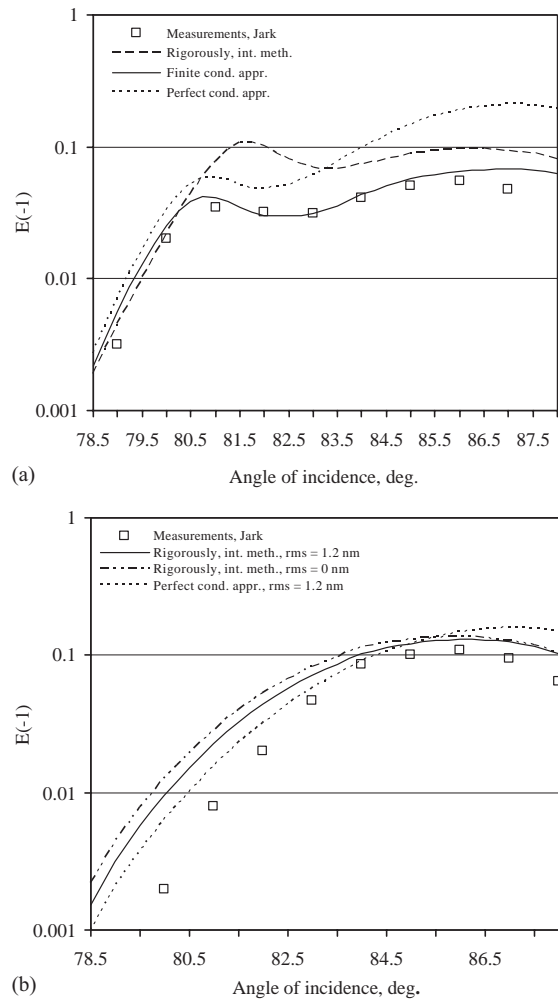 1
Measurements, Jark
Rigorously, int. meth.
Finite cond. appr.
Perfect cond. appr.
0.1
E(-1)
0.01
0.001
78.5 79.5 80.5 81.5 82.5 83.5 84.5 85.5 86.5 87.5
(a)
Angle of incidence, deg.
1
Measurements, Jark
Rigorously, int. meth., rms = 1.2 nm
Rigorously, int. meth., rms = 0 nm
Perfect cond. appr., rms = 1.2 nm
0.1
E(-1)
0.01
0.001
78.5 80.5 82.5 84.5 86.5
(b)
Angle of incidence, deg.